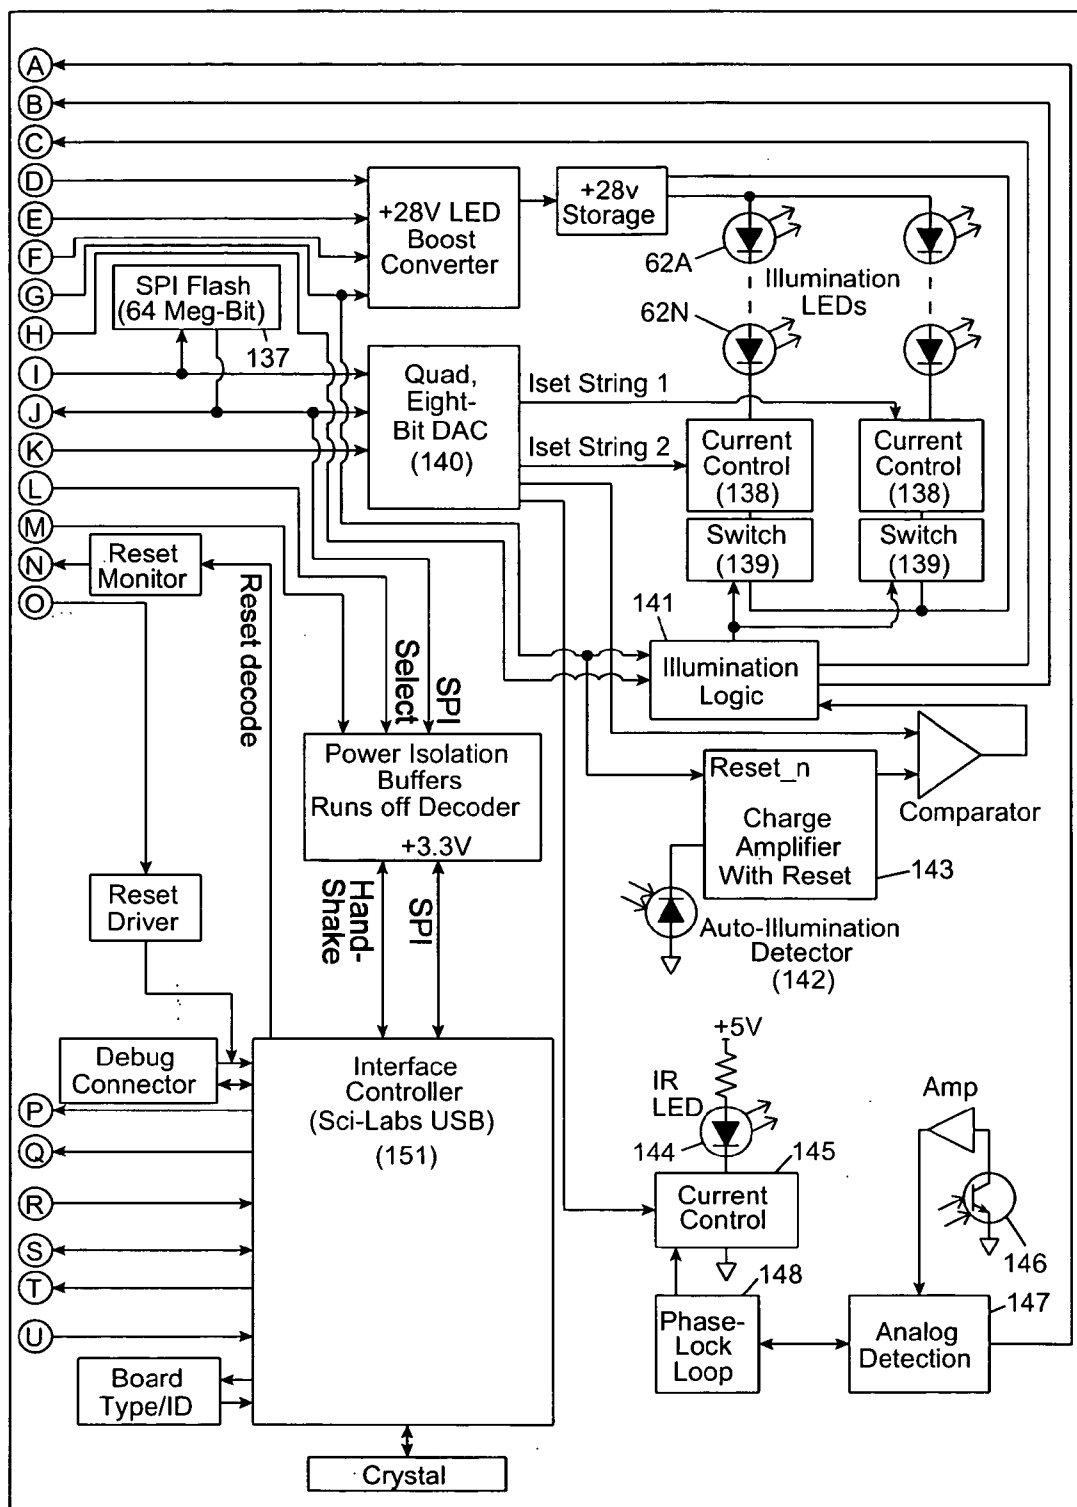 A
B
C
D
E
F
G
H
I
J
K
L
M
N
O
P
Q
R
S
T
U
+28V LED
Boost
Converter
+28v
Storage
62A
62N
Illumination
LEDs
SPI Flash
(64 Meg-Bit)
137
Quad,
Eight-
Bit DAC
(140)
Iset String 1
Iset String 2
Current
Control
(138)
Current
Control
(138)
Switch
(139)
Switch
(139)
Reset
Monitor
Reset decode
Select
SPI
141
Illumination
Logic
Power Isolation
Buffers
Runs off Decoder
+3.3V
Reset_n
Charge
Amplifier
With Reset
143
Comparator
Auto-Illumination
Detector
(142)
Reset
Driver
Hand-
Shake
SPI
Debug
Connector
Interface
Controller
(Sci-Labs USB)
(151)
+5V
IR
LED
144
145
Current
Control
Amp
146
148
Phase-
Lock
Loop
147
Analog
Detection
Board
Type/ID
Crystal